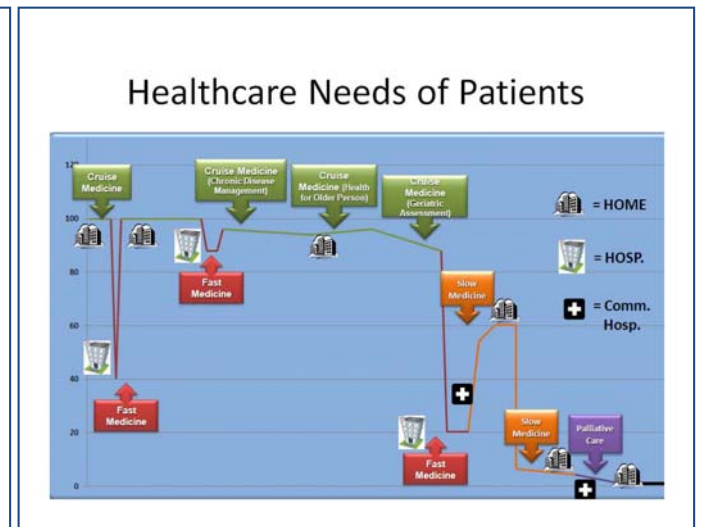 Healthcare Needs of Patients
120
Cruise
Medicine
Cruise Medicine
(Chronic Disease
Management)
Cruise
Medicine (Health
for Older Person)
Cruise
Medicine
(Geriatric
Assessment)
100
= HOME
= HOSP.
80
Fast
Medicine
Slow
Medicine
= Comm.
Hosp.
60
40
Fast
Medicine
20
Slow
Medicine
Palliative
Care
Fast
Medicine
0